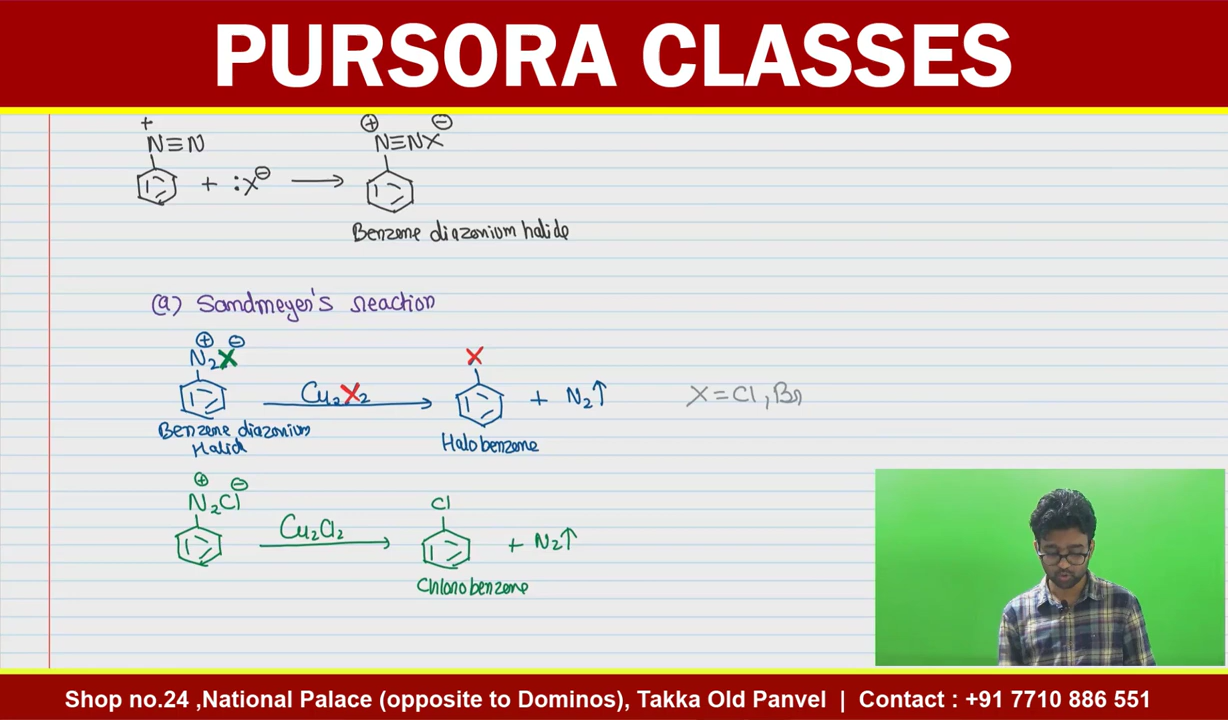 PURSORA CLASSES
+ ⊕ ⊖
N≡N N≡NX
+ :X⊖ ⟶
Benzene diazonium halide
(a) Sandmeyer's reaction
⊕ ⊖
N₂X X
Cu₂X₂ + N₂↑ X = Cl, Br
Benzene diazonium Halobenzene
Halid
⊕ ⊖
N₂Cl Cl
Cu₂Cl₂ + N₂↑
Chlorobenzene
Shop no.24 ,National Palace (opposite to Dominos), Takka Old Panvel | Contact : +91 7710 886 551